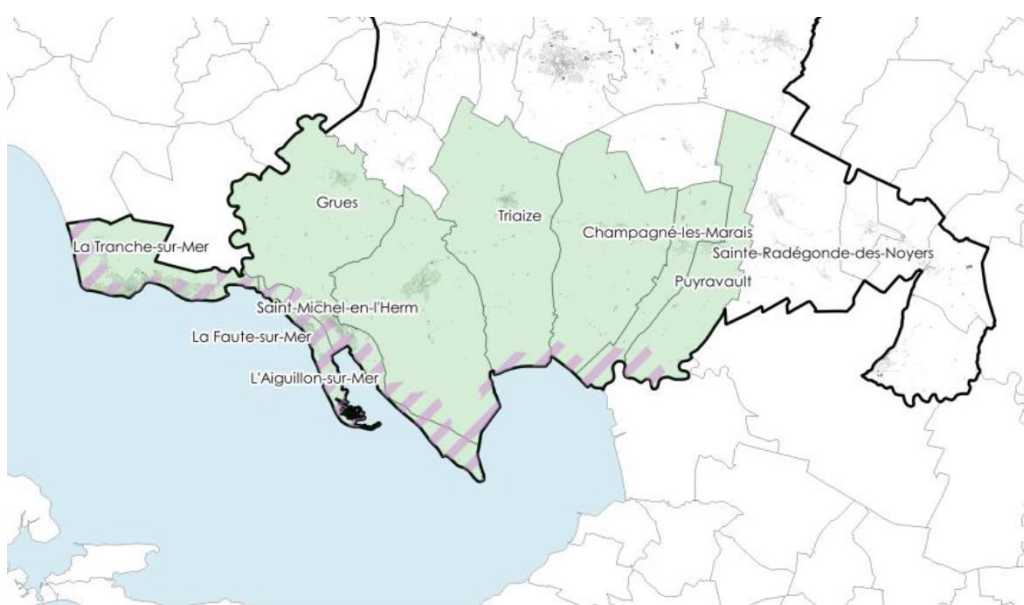 Grues
Triaize
Champagné-les-Marais
La Tranche-sur-Mer
Sainte-Radégonde-des-Noyers
Puyravault
Saint-Michel-en-l'Herm
La Faute-sur-Mer
L'Aiguillon-sur-Mer